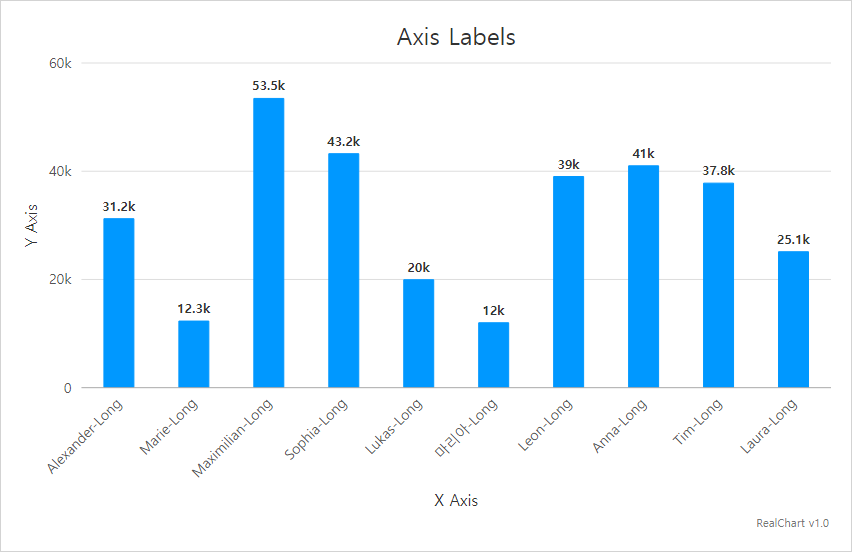 Axis Labels
60k
40k
20k
0
Y Axis
31.2k
12.3k
53.5k
43.2k
20k
12k
39k
41k
37.8k
25.1k
Alexander-Long
Marie-Long
Maximilian-Long
Sophia-Long
Lukas-Long
마리아-Long
Leon-Long
Anna-Long
Tim-Long
Laura-Long
X Axis
RealChart v1.0